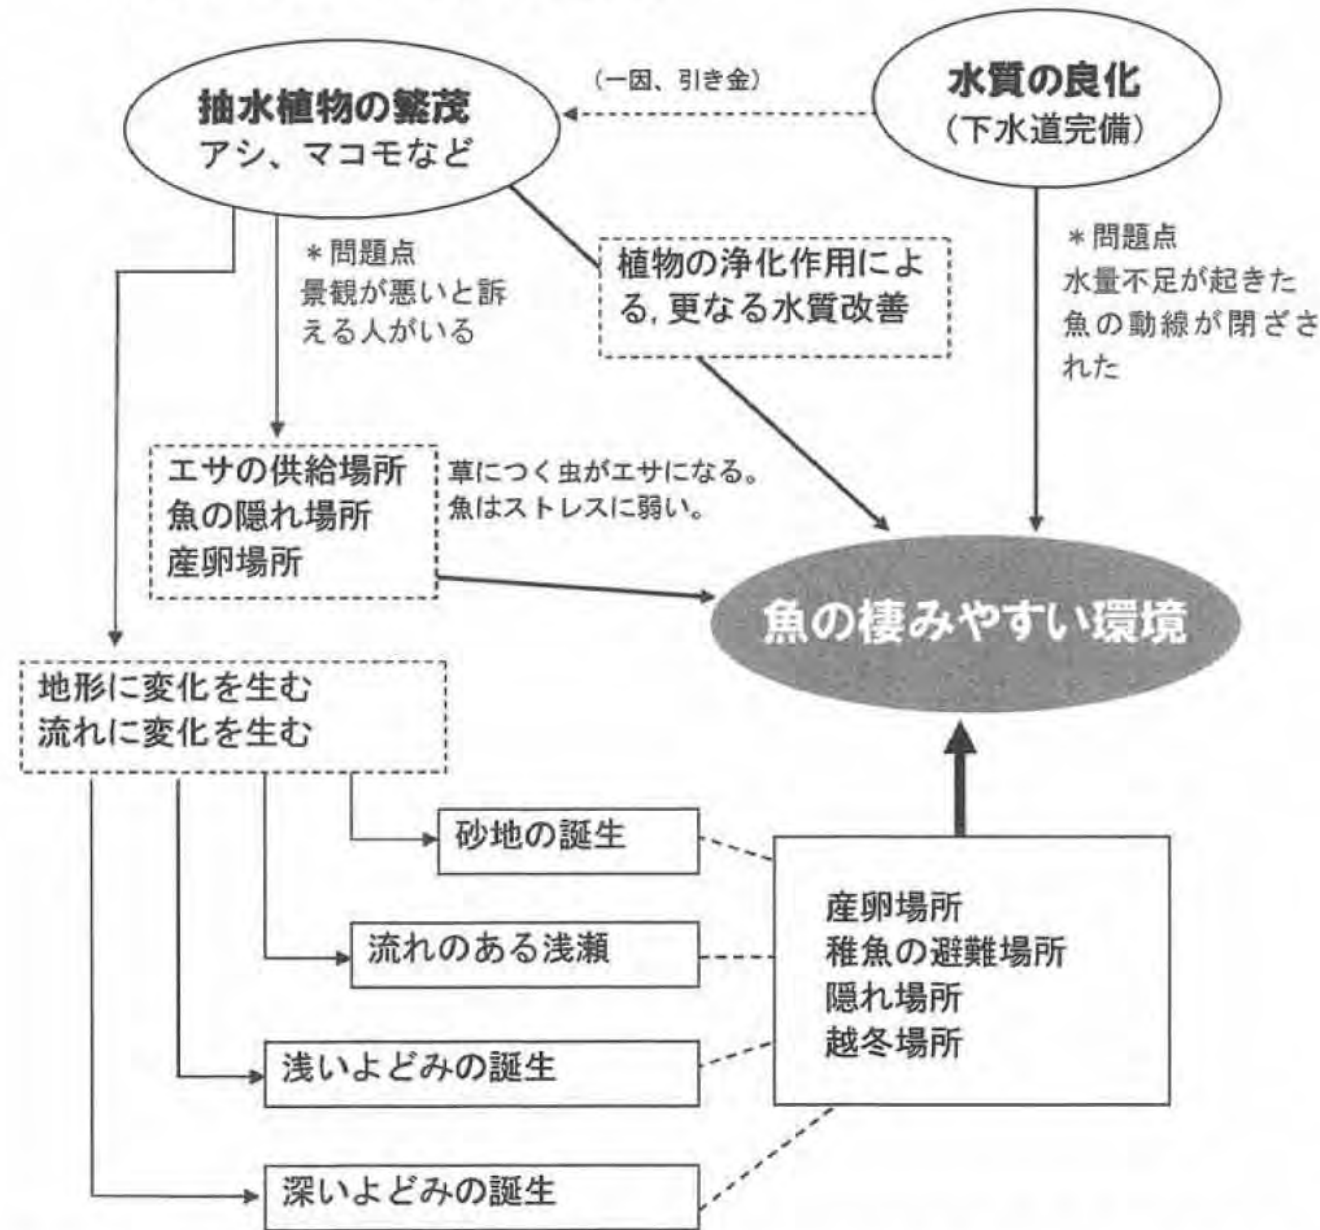 (一因、引き金)
抽水植物の繁茂
アシ、マコモなど
水質の良化
(下水道完備)
*問題点
景観が悪いと訴
える人がいる
植物の浄化作用によ
る,更なる水質改善
*問題点
水量不足が起きた
魚の動線が閉ざさ
れた
エサの供給場所
魚の隠れ場所
産卵場所
草につく虫がエサになる。
魚はストレスに弱い。
魚の棲みやすい環境
地形に変化を生む
流れに変化を生む
砂地の誕生
流れのある浅瀬
浅いよどみの誕生
深いよどみの誕生
産卵場所
稚魚の避難場所
隠れ場所
越冬場所